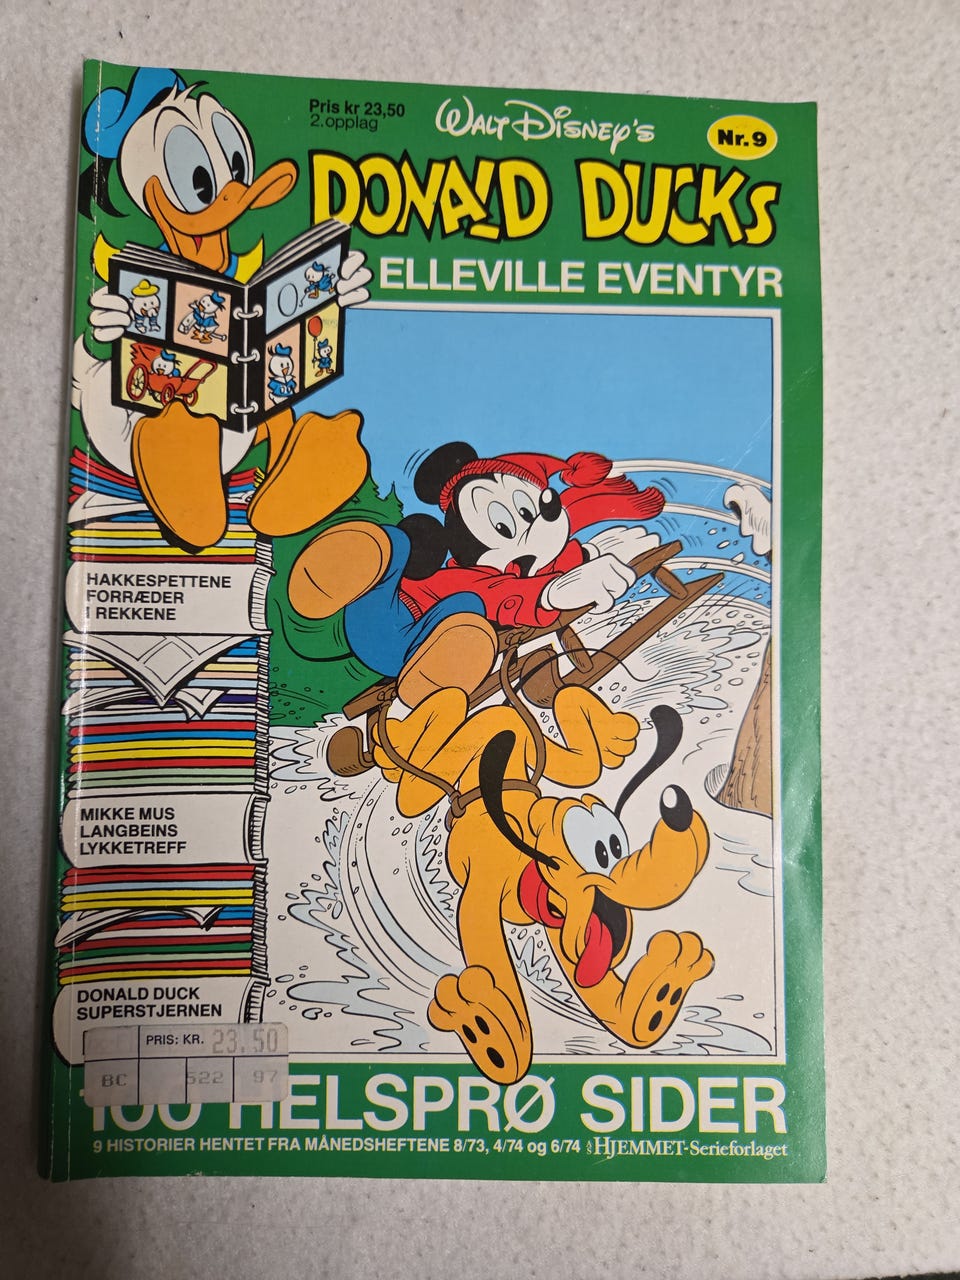 Pris kr 23,50
2.opplag
WALT DISNEY'S
Nr.9
DONALD DUCKS
ELLEVILLE EVENTYR
HAKKESPETTENE
FORRÆDER
I REKKENE
MIKKE MUS
LANGBEINS
LYKKETREFF
DONALD DUCK
SUPERSTJERNEN
PRIS: KR. 23.50
BC 522 97
100 HELSPRØ SIDER
9 HISTORIER HENTET FRA MÅNEDSHEFTENE 8/73, 4/74 og 6/74 HJEMMET-Serieforlaget